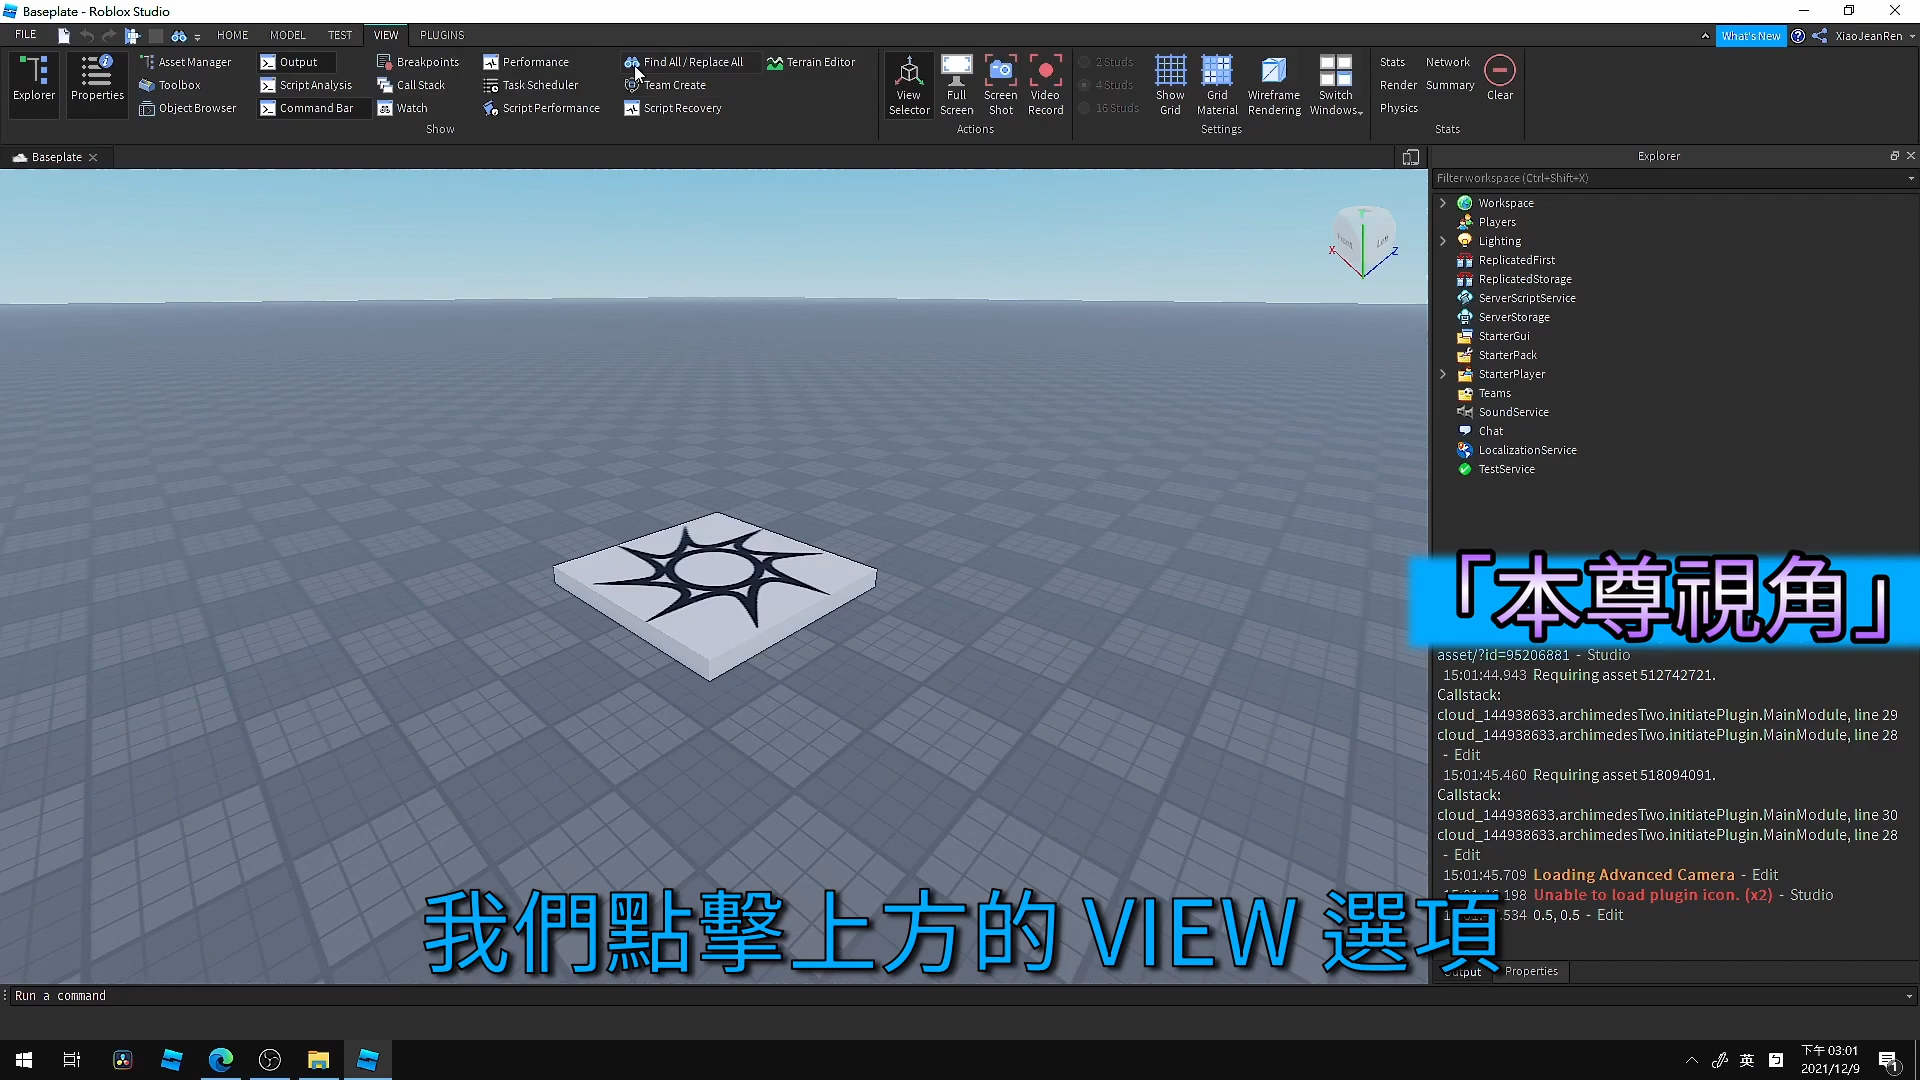 Baseplate - Roblox Studio
FILE HOME MODEL TEST VIEW PLUGINS What's New XiaoJeanRen
Explorer
Properties
Asset Manager
Toolbox
Object Browser
Output
Script Analysis
Command Bar
Breakpoints
Call Stack
Watch
Performance
Task Scheduler
Script Performance
Find All / Replace All
Team Create
Script Recovery
Terrain Editor
Show
View
Selector
Full
Screen
Screen
Shot
Video
Record
Actions
2 Studs
4 Studs
16 Studs
Show
Grid
Grid
Material
Wireframe
Rendering
Switch
Windows
Settings
Stats
Render
Physics
Network
Summary
Clear
Stats
Baseplate
Explorer
Filter workspace (Ctrl+Shift+X)
Workspace
Players
Lighting
ReplicatedFirst
ReplicatedStorage
ServerScriptService
ServerStorage
StarterGui
StarterPack
StarterPlayer
Teams
SoundService
Chat
LocalizationService
TestService
X
Y
Z
Front
Left
「本尊視角」
asset/?id=95206881 - Studio
15:01:44.943 Requiring asset 512742721.
Callstack:
cloud_144938633.archimedesTwo.initiatePlugin.MainModule, line 29
cloud_144938633.archimedesTwo.initiatePlugin.MainModule, line 28
- Edit
15:01:45.460 Requiring asset 518094091.
Callstack:
cloud_144938633.archimedesTwo.initiatePlugin.MainModule, line 30
cloud_144938633.archimedesTwo.initiatePlugin.MainModule, line 28
- Edit
15:01:45.709 Loading Advanced Camera - Edit
198 Unable to load plugin icon. (x2) - Studio
534 0.5, 0.5 - Edit
我們點擊上方的 VIEW 選項
Output Properties
Run a command
英
下午 03:01
2021/12/9
1